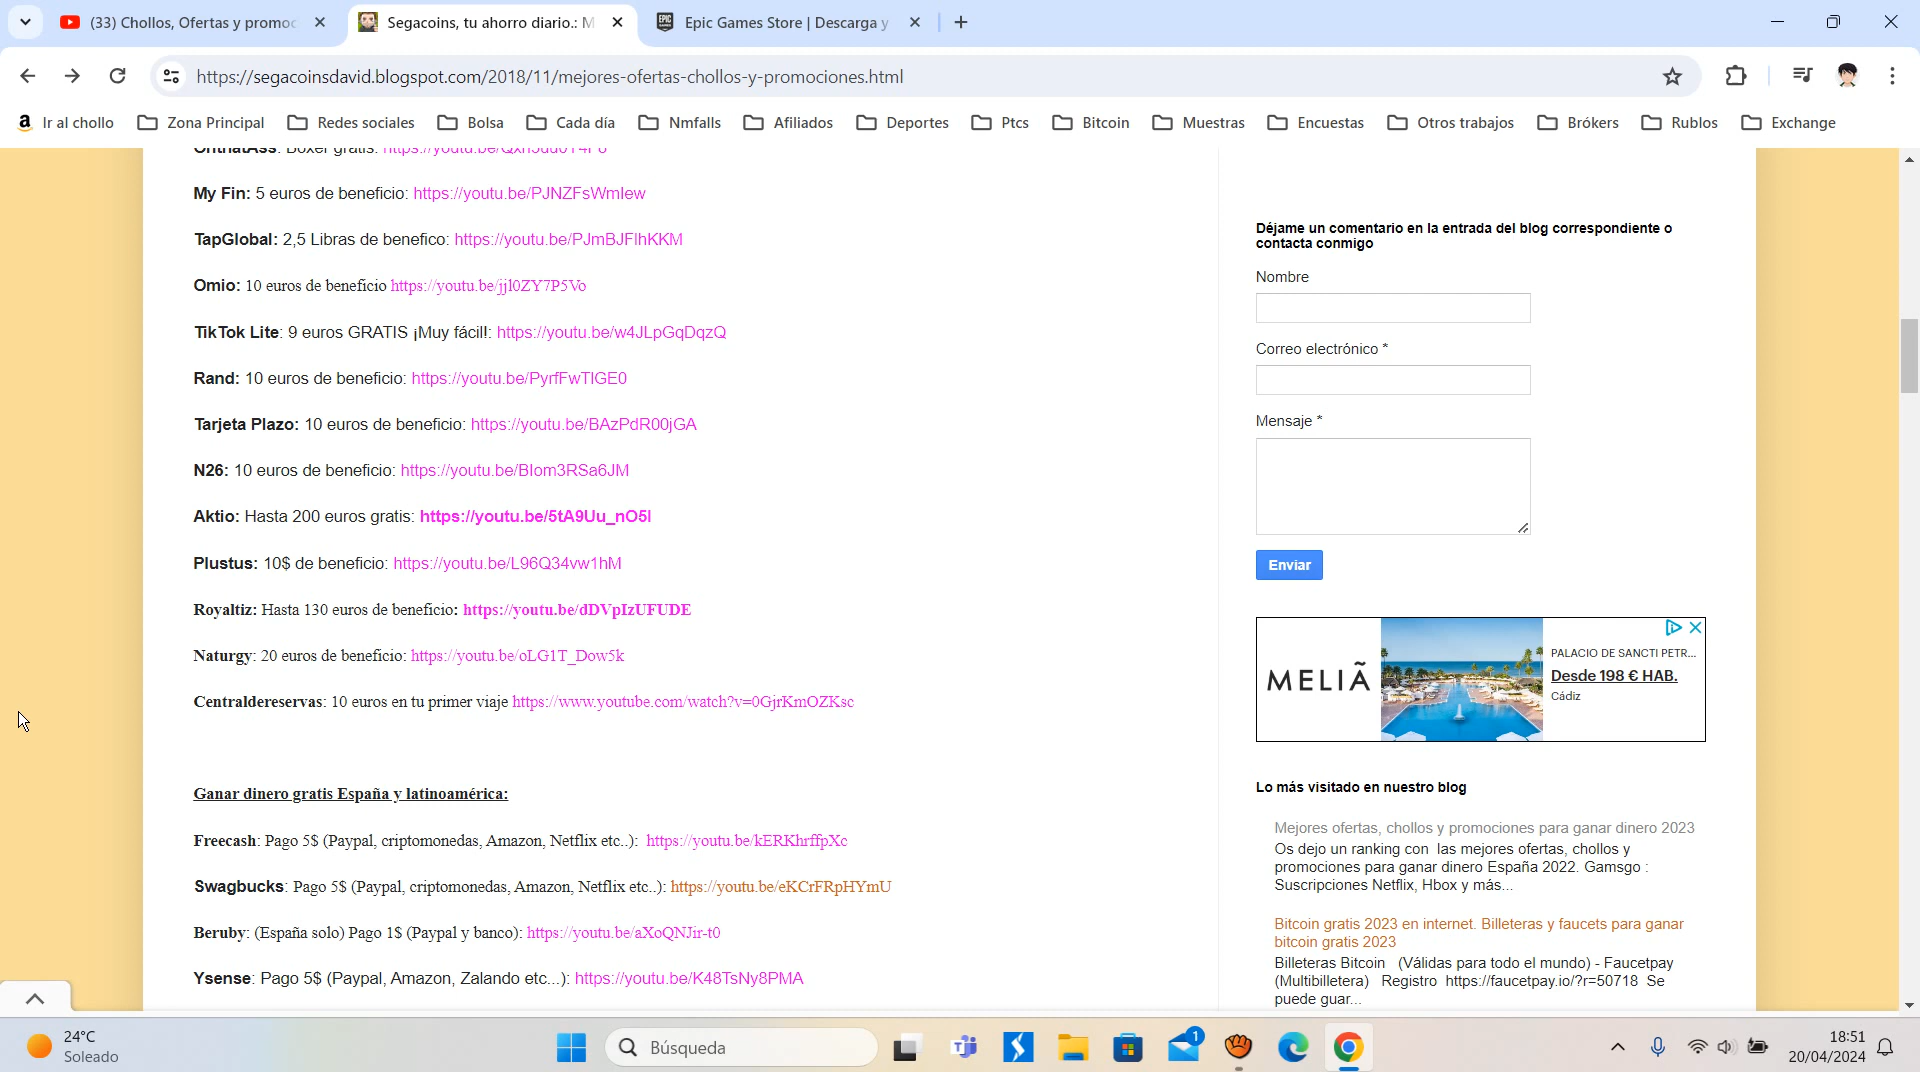 (33) Chollos, Ofertas y promoc
Segacoins, tu ahorro diario.: M
Epic Games Store | Descarga y
https://segacoinsdavid.blogspot.com/2018/11/mejores-ofertas-chollos-y-promociones.html
Ir al chollo
Zona Principal
Redes sociales
Bolsa
Cada día
Nmfalls
Afiliados
Deportes
Ptcs
Bitcoin
Muestras
Encuestas
Otros trabajos
Brókers
Rublos
Exchange
My Fin: 5 euros de beneficio: https://youtu.be/PJNZFsWmIew
TapGlobal: 2,5 Libras de benefico: https://youtu.be/PJmBJFlhKKM
Omio: 10 euros de beneficio https://youtu.be/jjl0ZY7P5Vo
TikTok Lite: 9 euros GRATIS ¡Muy fácil!: https://youtu.be/w4JLpGqDqzQ
Rand: 10 euros de beneficio: https://youtu.be/PyrfFwTIGE0
Tarjeta Plazo: 10 euros de beneficio: https://youtu.be/BAzPdR00jGA
N26: 10 euros de beneficio: https://youtu.be/BIom3RSa6JM
Aktio: Hasta 200 euros gratis: https://youtu.be/5tA9Uu_nO5I
Plustus: 10$ de beneficio: https://youtu.be/L96Q34vw1hM
Royaltiz: Hasta 130 euros de beneficio: https://youtu.be/dDVpIzUFUDE
Naturgy: 20 euros de beneficio: https://youtu.be/oLG1T_Dow5k
Centraldereservas: 10 euros en tu primer viaje https://www.youtube.com/watch?v=0GjrKmOZKsc
Ganar dinero gratis España y latinoamérica:
Freecash: Pago 5$ (Paypal, criptomonedas, Amazon, Netflix etc..): https://youtu.be/kERKhrffpXc
Swagbucks: Pago 5$ (Paypal, criptomonedas, Amazon, Netflix etc..): https://youtu.be/eKCrFRpHYmU
Beruby: (España solo) Pago 1$ (Paypal y banco): https://youtu.be/aXoQNJir-t0
Ysense: Pago 5$ (Paypal, Amazon, Zalando etc...): https://youtu.be/K48TsNy8PMA
Déjame un comentario en la entrada del blog correspondiente o
contacta conmigo
Nombre
Correo electrónico *
Mensaje *
Enviar
MELIÃ
PALACIO DE SANCTI PETR...
Desde 198 € HAB.
Cádiz
Lo más visitado en nuestro blog
Mejores ofertas, chollos y promociones para ganar dinero 2023
Os dejo un ranking con las mejores ofertas, chollos y
promociones para ganar dinero España 2022. Gamsgo :
Suscripciones Netflix, Hbox y más...
Bitcoin gratis 2023 en internet. Billeteras y faucets para ganar
bitcoin gratis 2023
Billeteras Bitcoin (Válidas para todo el mundo) - Faucetpay
(Multibilletera) Registro https://faucetpay.io/?r=50718 Se
puede guar...
24°C
Soleado
Búsqueda
1
18:51
20/04/2024